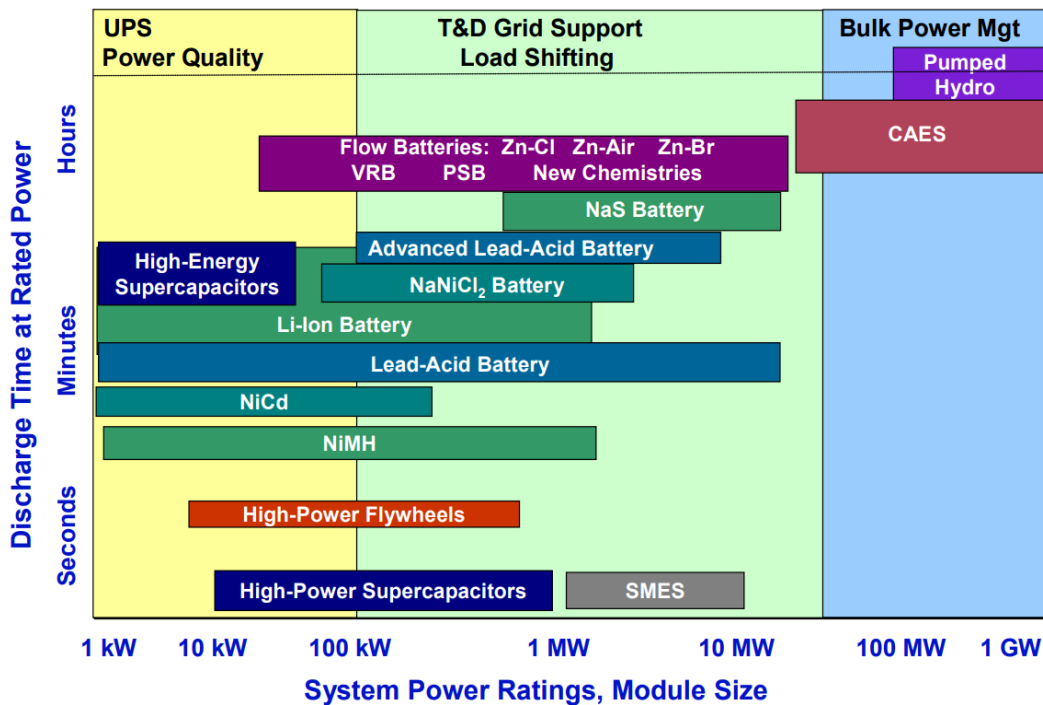 UPS
Power Quality
T&D Grid Support
Load Shifting
Bulk Power Mgt
Pumped
Hydro
CAES
Flow Batteries: Zn-Cl Zn-Air Zn-Br
VRB PSB New Chemistries
NaS Battery
Advanced Lead-Acid Battery
High-Energy
Supercapacitors
NaNiCl₂ Battery
Li-Ion Battery
Lead-Acid Battery
NiCd
NiMH
High-Power Flywheels
High-Power Supercapacitors
SMES
Discharge Time at Rated Power
Hours
Minutes
Seconds
1 kW 10 kW 100 kW 1 MW 10 MW 100 MW 1 GW
System Power Ratings, Module Size